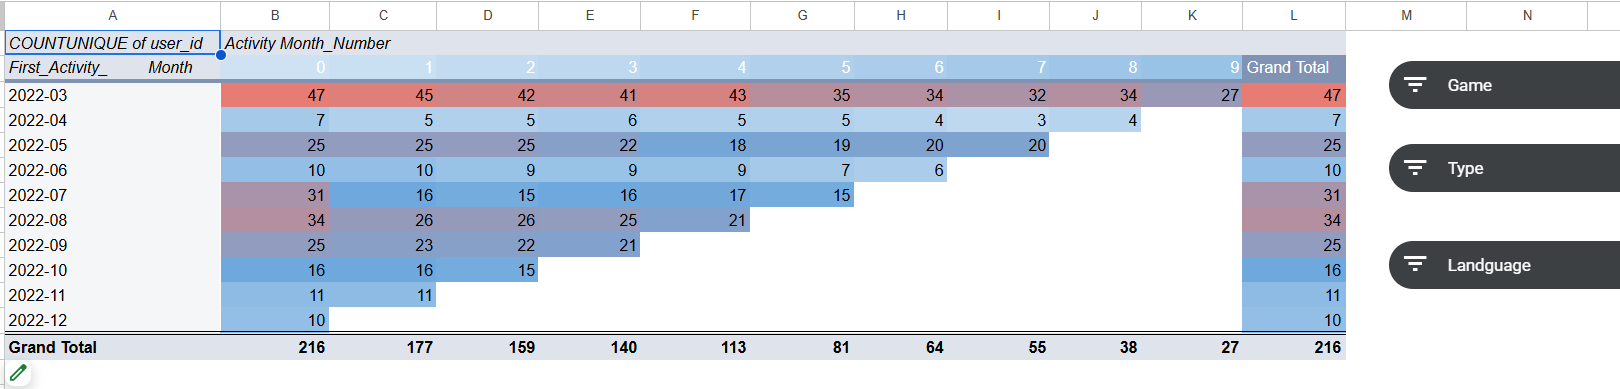 A B C D E F G H I J K L M N
COUNTUNIQUE of user_id Activity Month_Number
First_Activity_ Month 0 1 2 3 4 5 6 7 8 9 Grand Total
2022-03 47 45 42 41 43 35 34 32 34 27 47
2022-04 7 5 5 6 5 5 4 3 4 7
2022-05 25 25 25 22 18 19 20 20 25
2022-06 10 10 9 9 9 7 6 10
2022-07 31 16 15 16 17 15 31
2022-08 34 26 26 25 21 34
2022-09 25 23 22 21 25
2022-10 16 16 15 16
2022-11 11 11 11
2022-12 10 10
Grand Total 216 177 159 140 113 81 64 55 38 27 216
Game
Type
Landguage